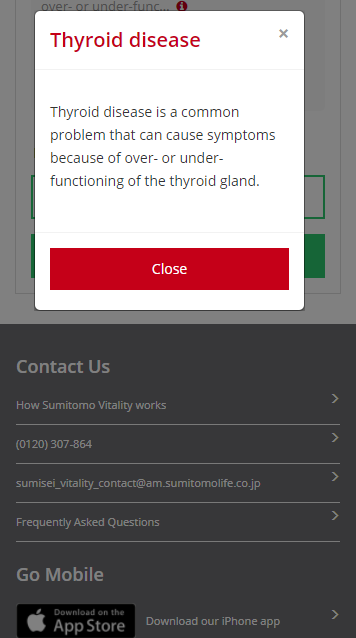 over- or under-func...
Thyroid disease
×
Thyroid disease is a common
problem that can cause symptoms
because of over- or under-
functioning of the thyroid gland.
Close
Contact Us
How Sumitomo Vitality works
(0120) 307-864
sumisei_vitality_contact@am.sumitomolife.co.jp
Frequently Asked Questions
Go Mobile
Download on the
App Store
Download our iPhone app